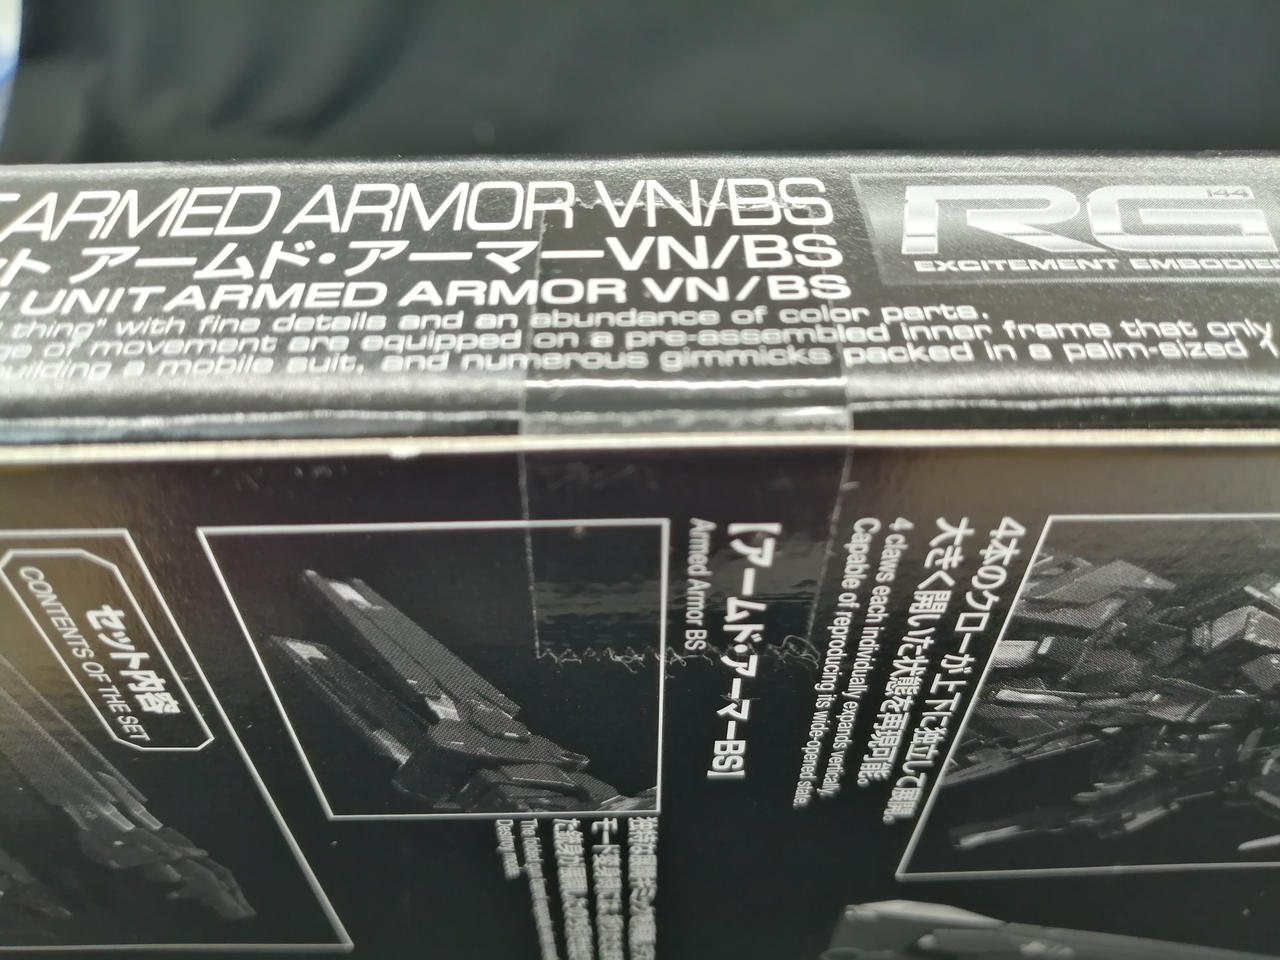 ARMED ARMOR VN/BS
ト アームド・アーマーVN/BS
UNIT ARMED ARMOR VN/BS
thing" with fine details and an abundance of color parts.
of movement are equipped on a pre-assembled inner frame that only
building a mobile suit, and numerous gimmicks packed in a palm-sized
RG
1144
EXCITEMENT EMBODIED
セット内容
CONTENTS OF THE SET
【アームド・アーマーBS】
Armed Armor BS
4本のクローが上下に独立して展開。
大きく開いた状態を再現可能。
4 claws each individually expands vertically.
Capable of reproducing its wide-opened state.